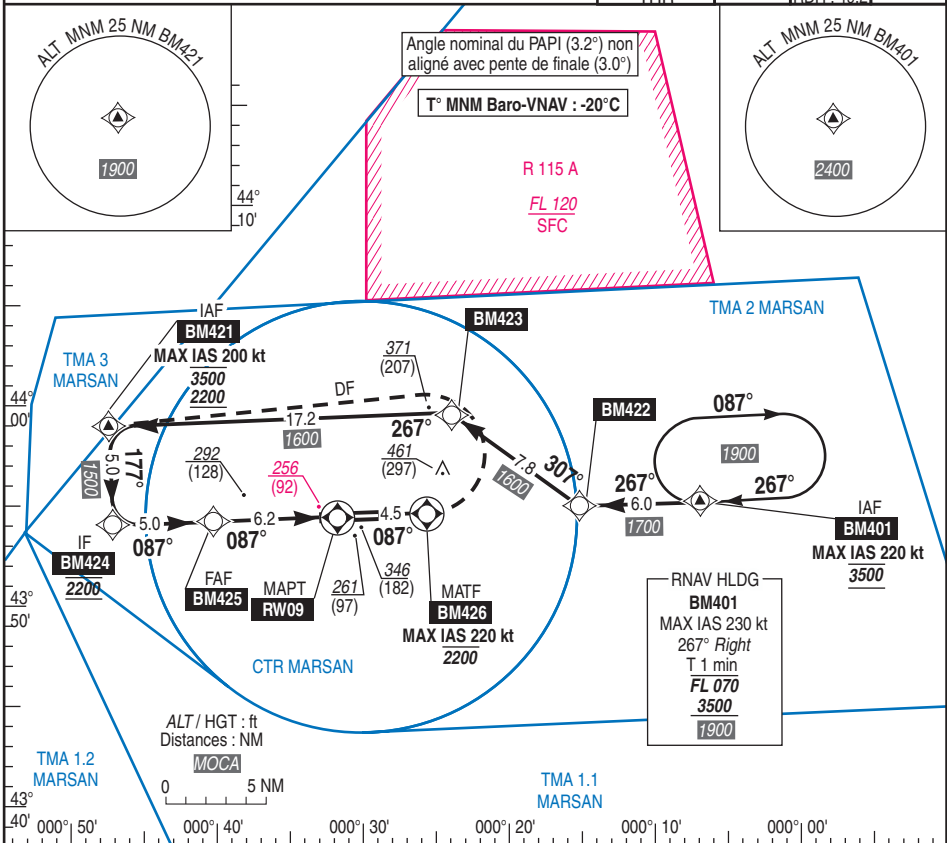 ALT MNM 25 NM BM421
1900
44°
10'
Angle nominal du PAPI (3.2°) non
aligné avec pente de finale (3.0°)
T° MNM Baro-VNAV : -20°C
R 115 A
FL 120
SFC
ALT MNM 25 NM BM401
2400
TMA 2 MARSAN
IAF
BM421
MAX IAS 200 kt
3500
2200
TMA 3
MARSAN
BM423
371
(207)
DF
44°
00'
17.2
1600
267°
BM422
087°
1900
267°
7.8
307°
1600
267°
6.0
1700
IAF
BM401
MAX IAS 220 kt
3500
5.0
177°
1500
292
(128)
256
(92)
461
(297)
IF
BM424
2200
5.0
087°
6.2
087°
4.5
087°
FAF
BM425
MAPT
RW09
261
(97)
346
(182)
MATF
BM426
MAX IAS 220 kt
2200
43°
50'
CTR MARSAN
RNAV HLDG
BM401
MAX IAS 230 kt
267° Right
T 1 min
FL 070
3500
1900
ALT / HGT : ft
Distances : NM
MOCA
0 5 NM
TMA 1.2
MARSAN
TMA 1.1
MARSAN
43°
40'
000° 50' 000° 40' 000° 30' 000° 20' 000° 10' 000° 00'